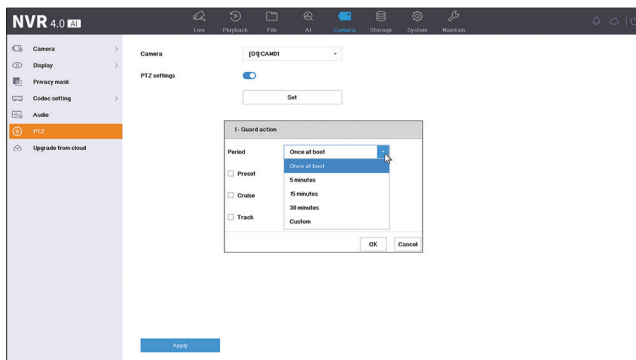 NVR 4.0 AI
Live Playback File AI Camera Storage System Maintain
Camera
Display
Privacy mask
Codec setting
Audio
PTZ
Upgrade from cloud
Camera [D1]CAM01
PTZ settings
Set
1- Guard action
Period Once at boot
Once at boot
5 minutes
Preset
15 minutes
Cruise
30 minutes
Track
Custom
OK Cancel
Apply